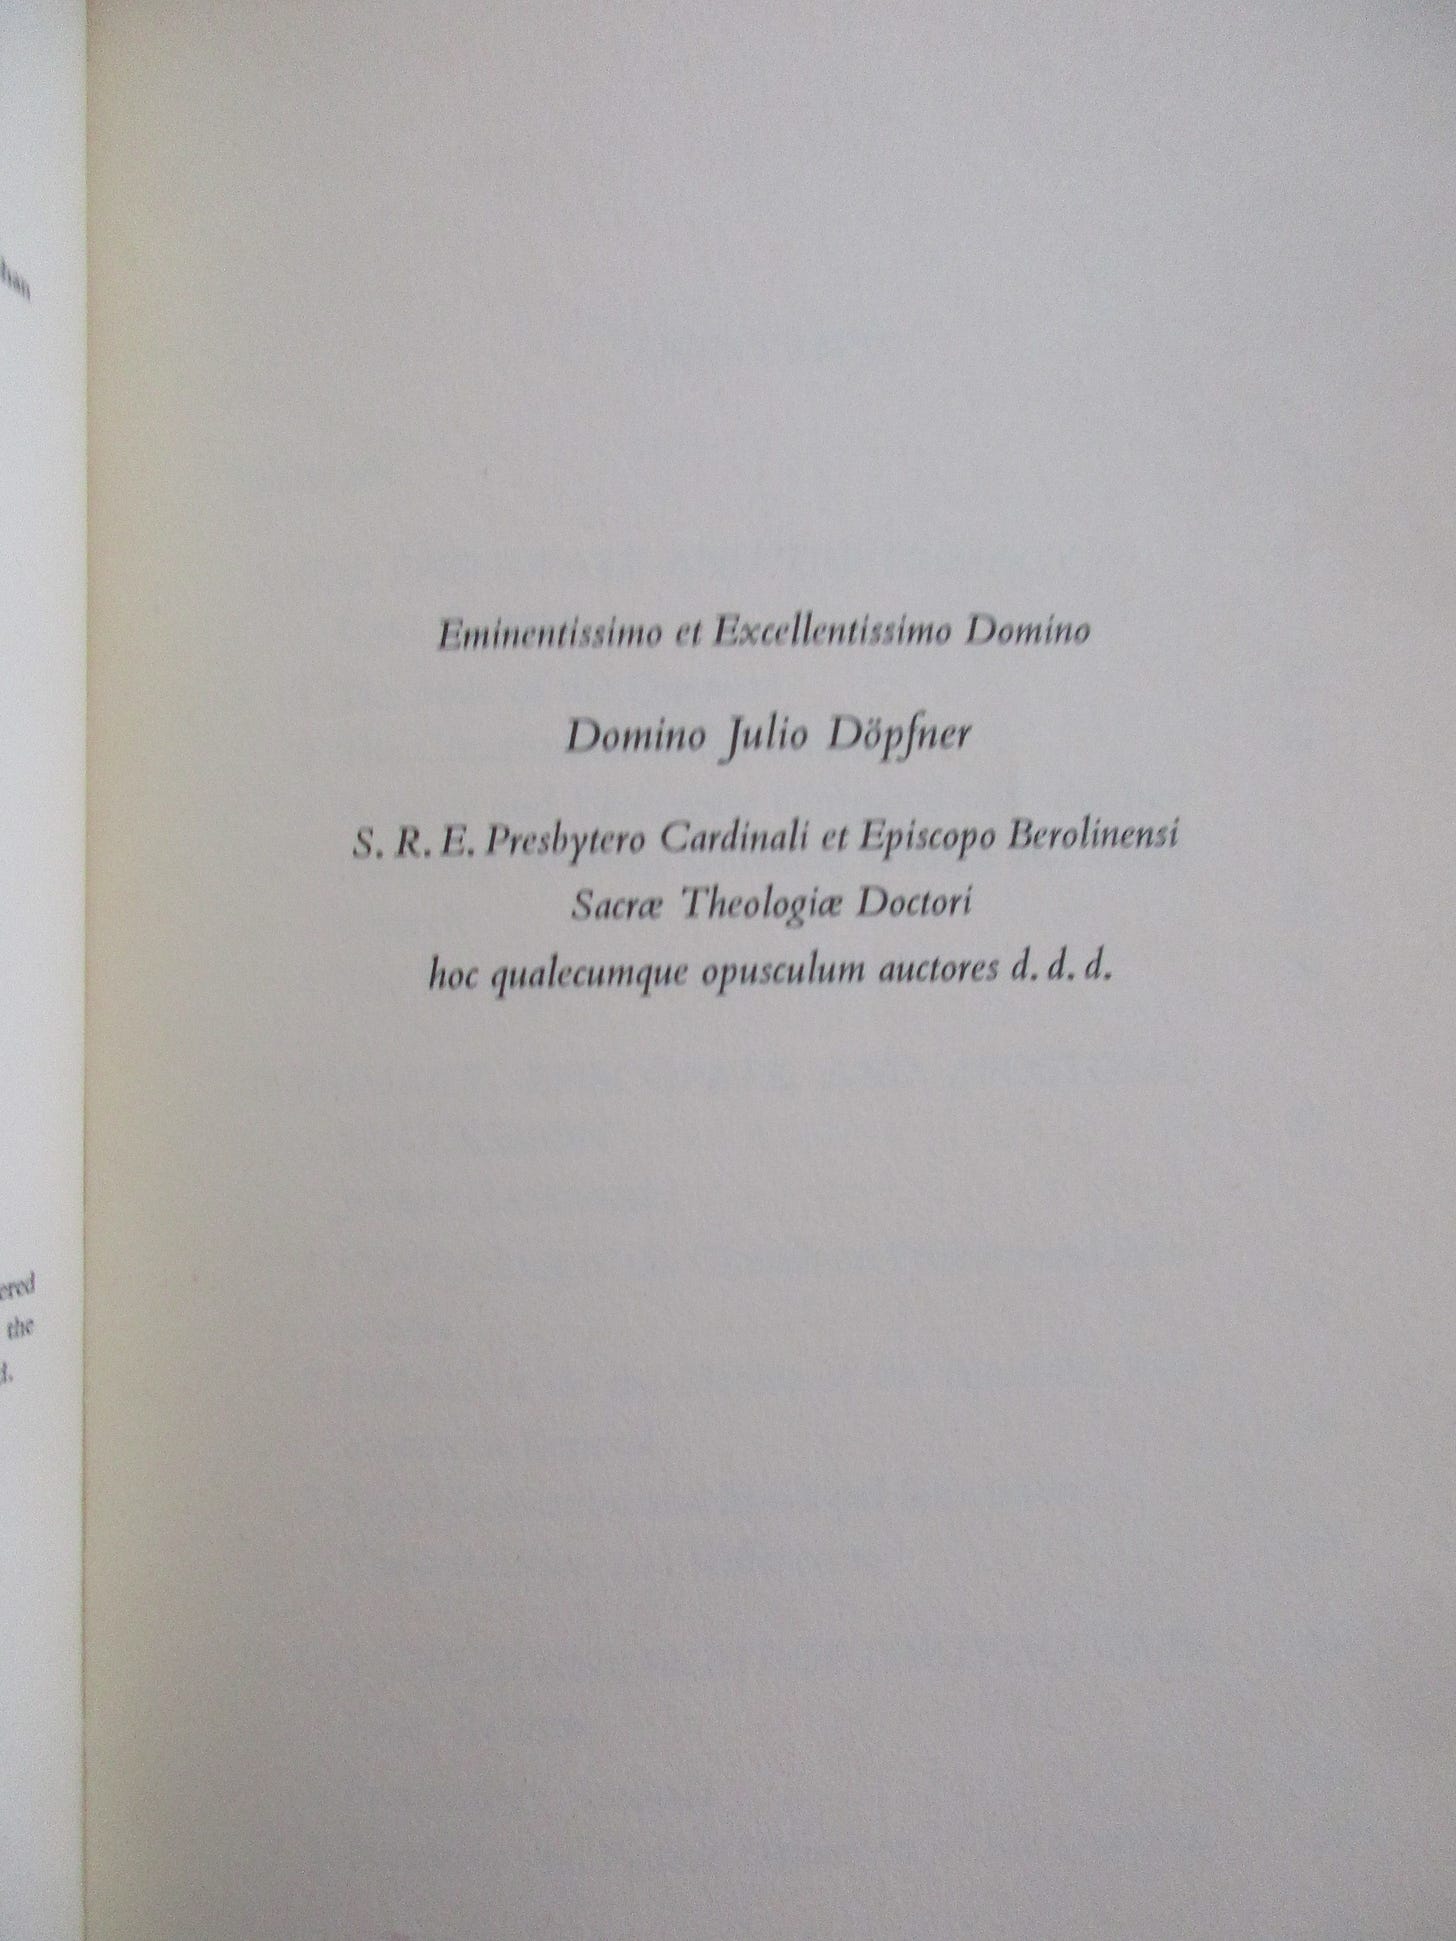 Eminentissimo et Excellentissimo Domino
Domino Julio Döpfner
S. R. E. Presbytero Cardinali et Episcopo Berolinensi
Sacræ Theologiæ Doctori
hoc qualecumque opusculum auctores d. d. d.
the